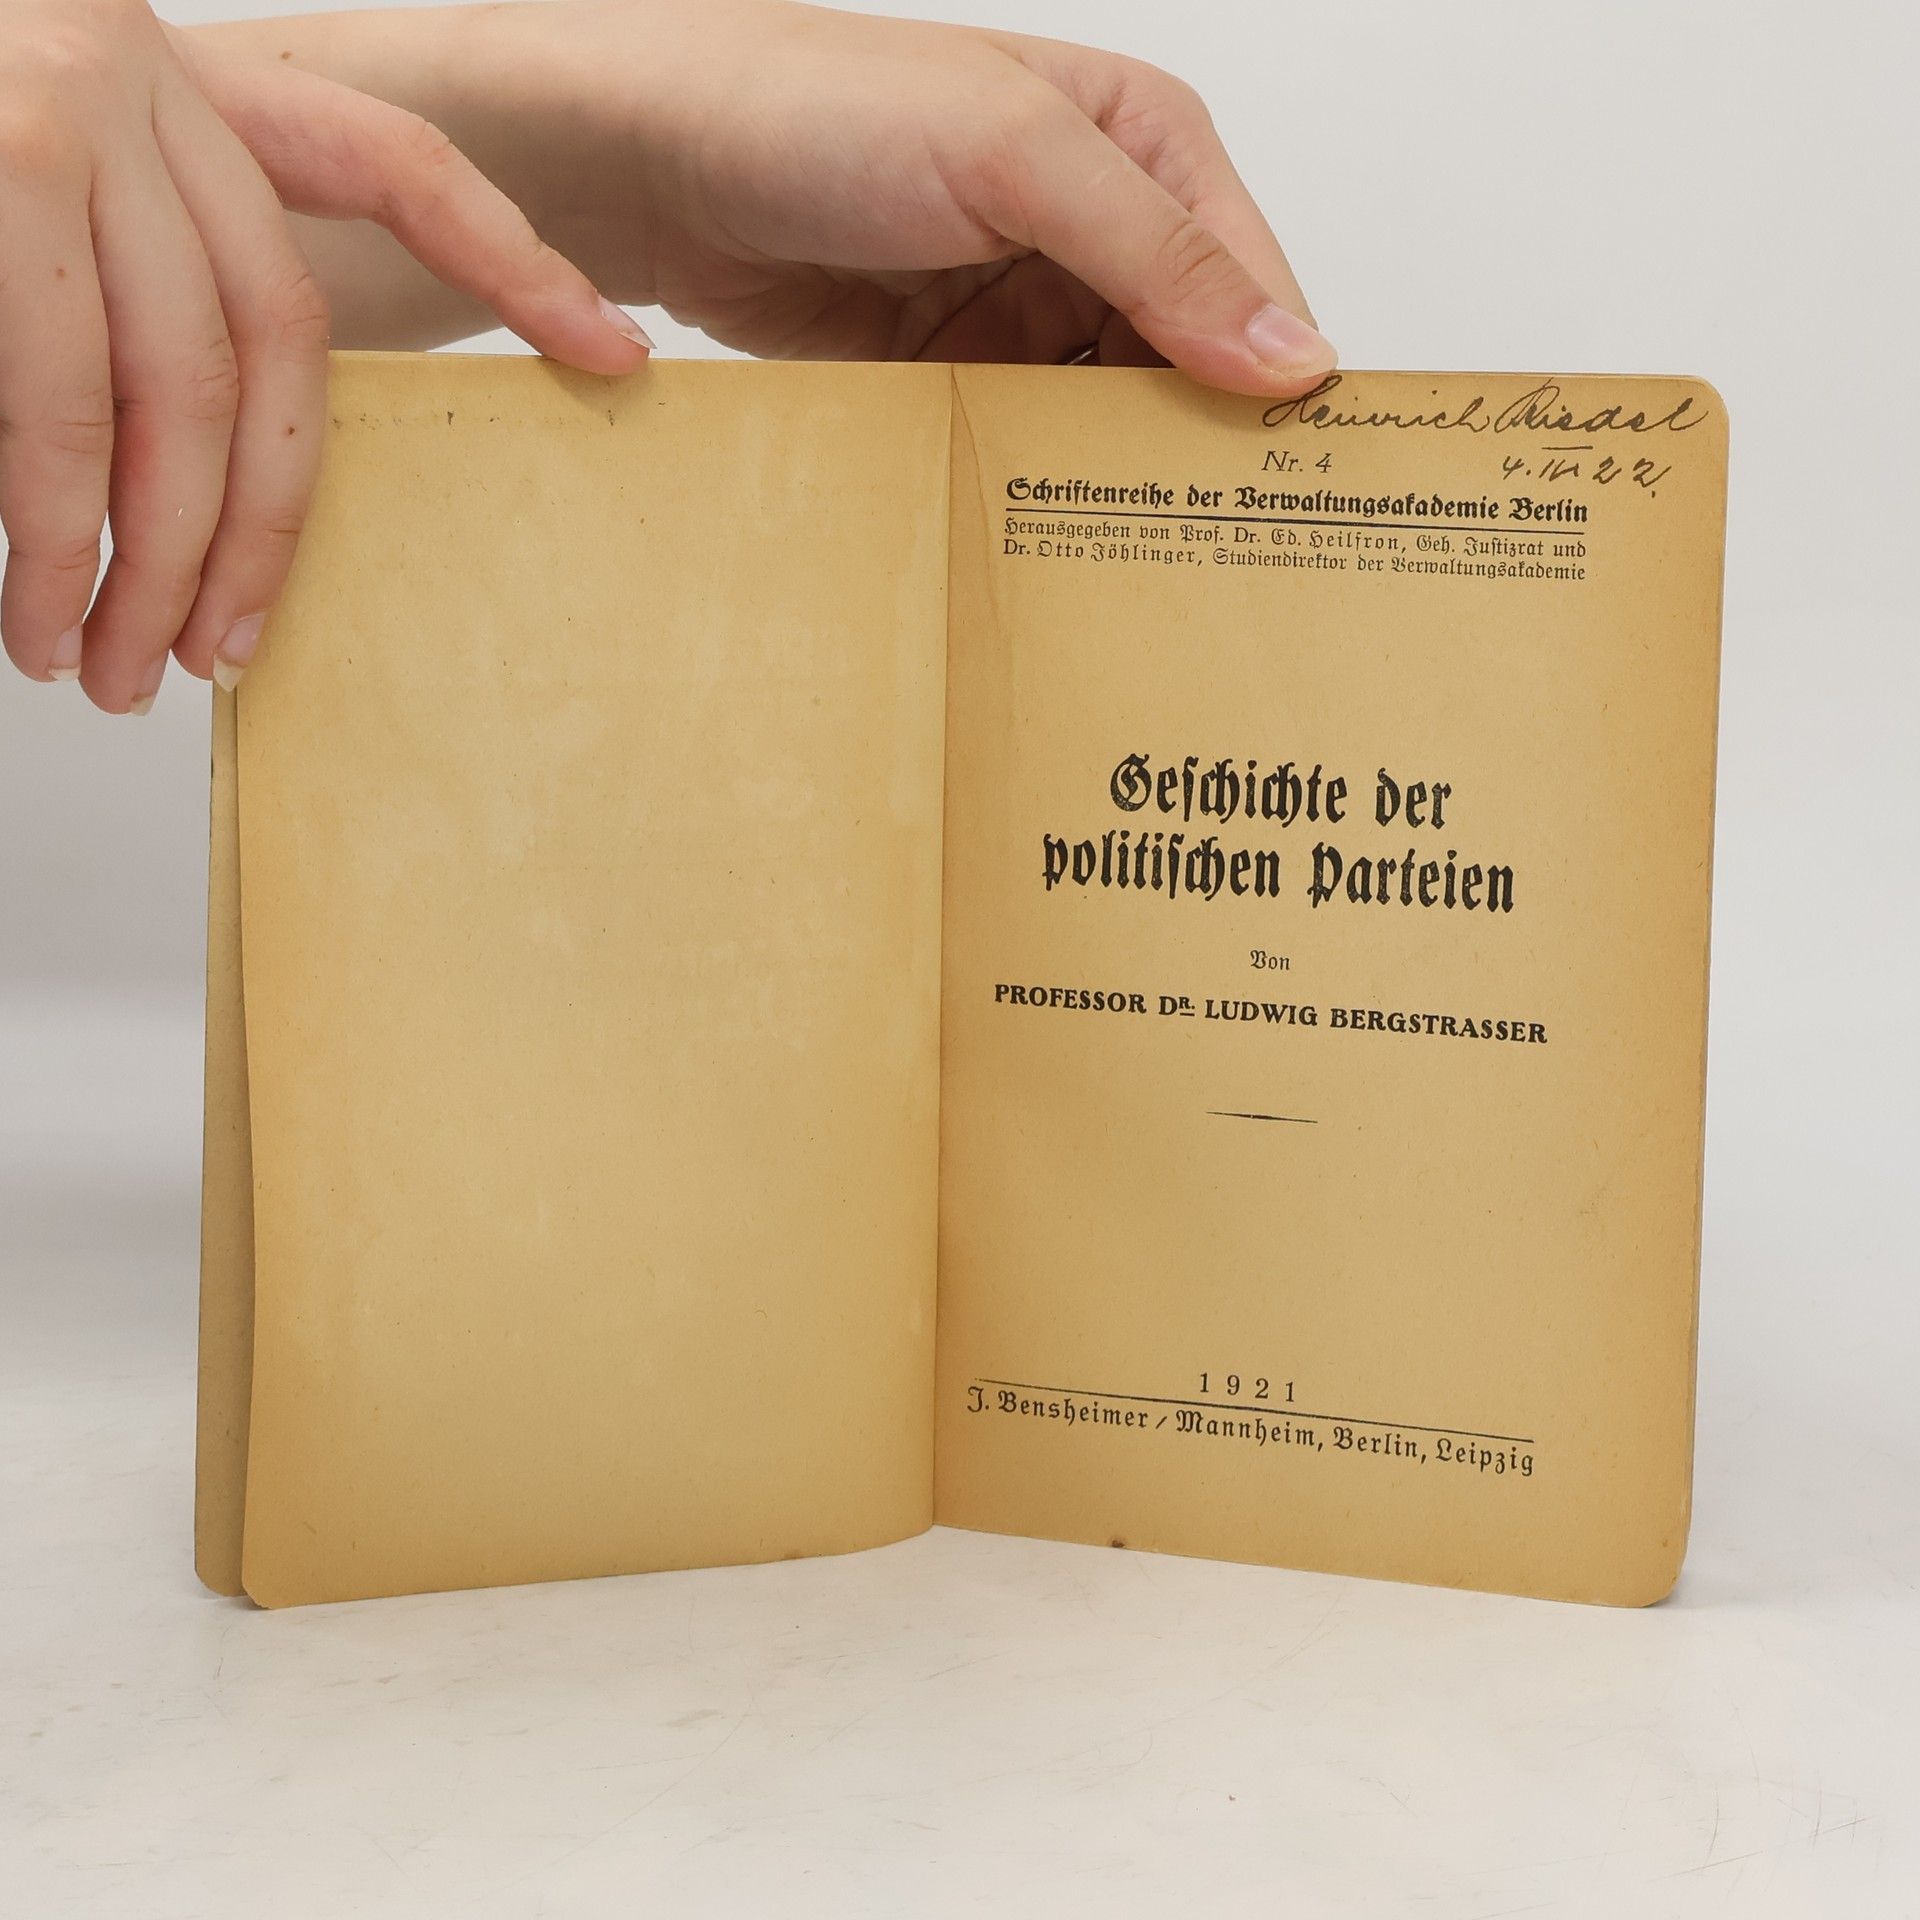 Heinrich Riedel
Nr. 4
4. III 22.
Schriftenreihe der Verwaltungsakademie Berlin
Herausgegeben von Prof. Dr. Ed. Heilfron, Geh. Juſtizrat und
Dr. Otto Jöhlinger, Studiendirektor der Verwaltungsakademie
Geſchichte der
politiſchen Parteien
Von
PROFESSOR DR. LUDWIG BERGSTRASSER
1921
J. Bensheimer / Mannheim, Berlin, Leipzig